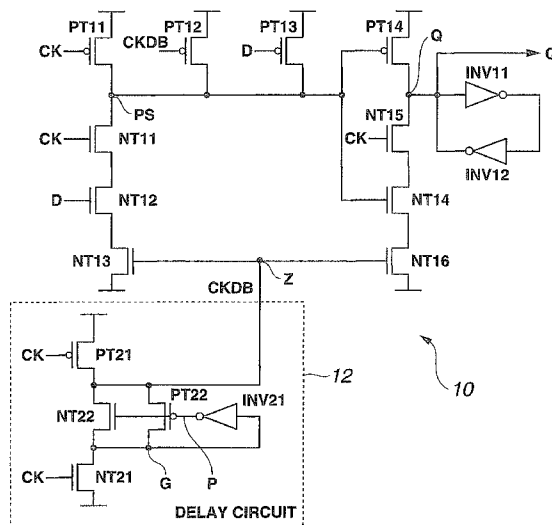 PT11
CK
PT12
CKDB
PT13
D
PT14
Q
Q
PS
CK
NT11
NT15
CK
INV11
INV12
D
NT12
NT14
NT13
CKDB
Z
NT16
10
12
CK
PT21
PT22
INV21
NT22
CK
NT21
G
P
DELAY CIRCUIT